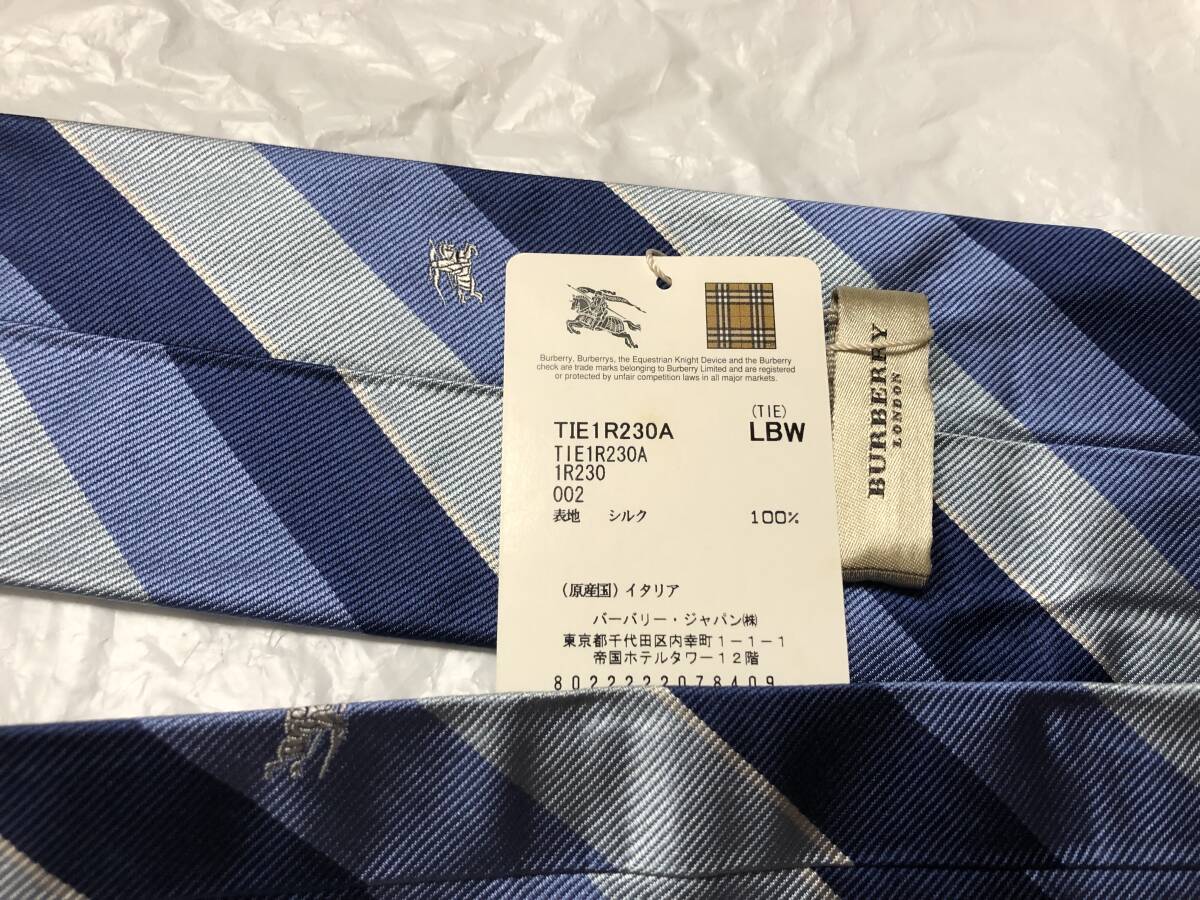 Burberry, Burberrys, the Equestrian Knight Device and the Burberry
check are trade marks belonging to Burberry Limited and are registered
or protected by unfair competition laws in all major markets.
(TIE)
TIE1R230A LBW
TIE1R230A
1R230
002
表地 シルク 100%
(原産国) イタリア
バーバリー・ジャパン㈱
東京都千代田区内幸町1-1-1
帝国ホテルタワー12階
8022222078409
BURBERRY
LONDON